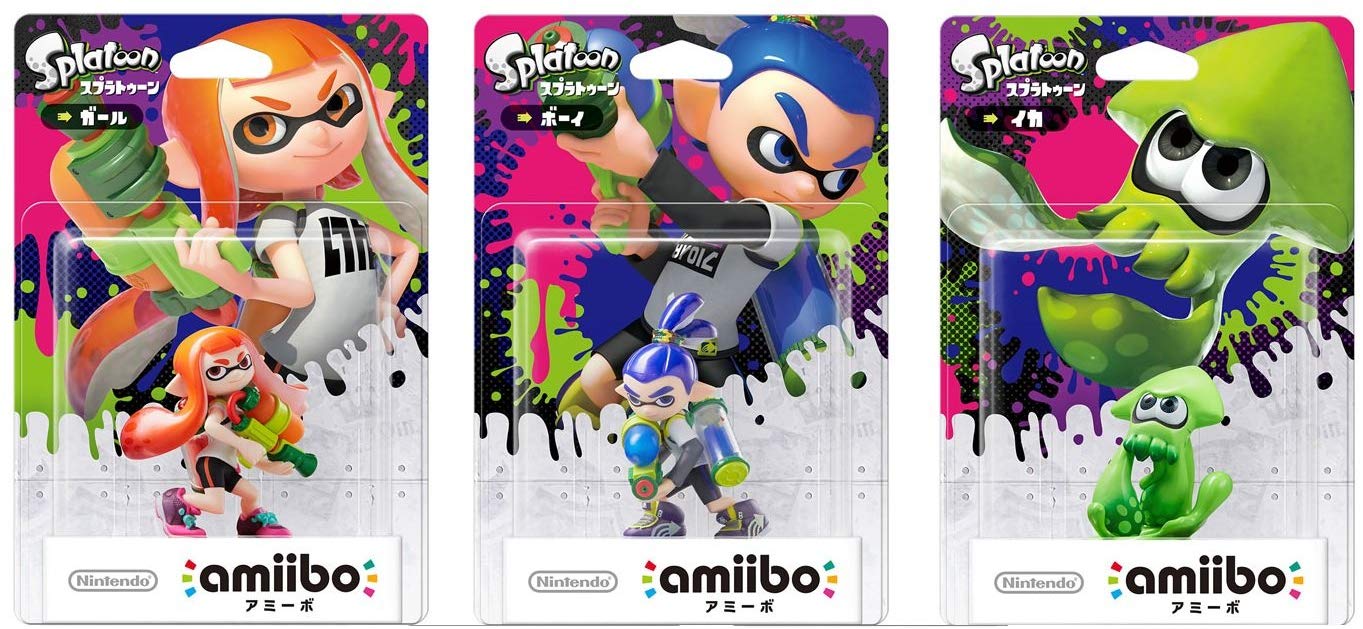 Splatoon
スプラトゥーン
ガール
Nintendo
amiibo
アミーボ
Splatoon
スプラトゥーン
ボーイ
Nintendo
amiibo
アミーボ
Splatoon
スプラトゥーン
イカ
Nintendo
amiibo
アミーボ